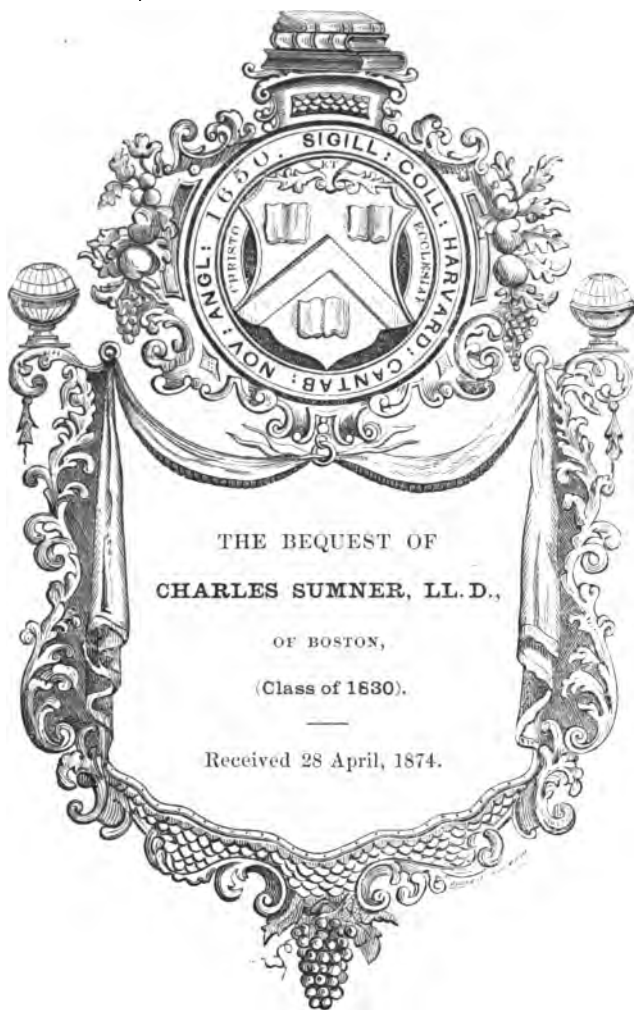 SIGILL: COLL: HARVARD: CANTAB: NOV: ANGL: 1650.
ET
CHRISTO
ECCLESIAE
THE BEQUEST OF
CHARLES SUMNER, LL.D.,
OF BOSTON,
(Class of 1830).
Received 28 April, 1874.